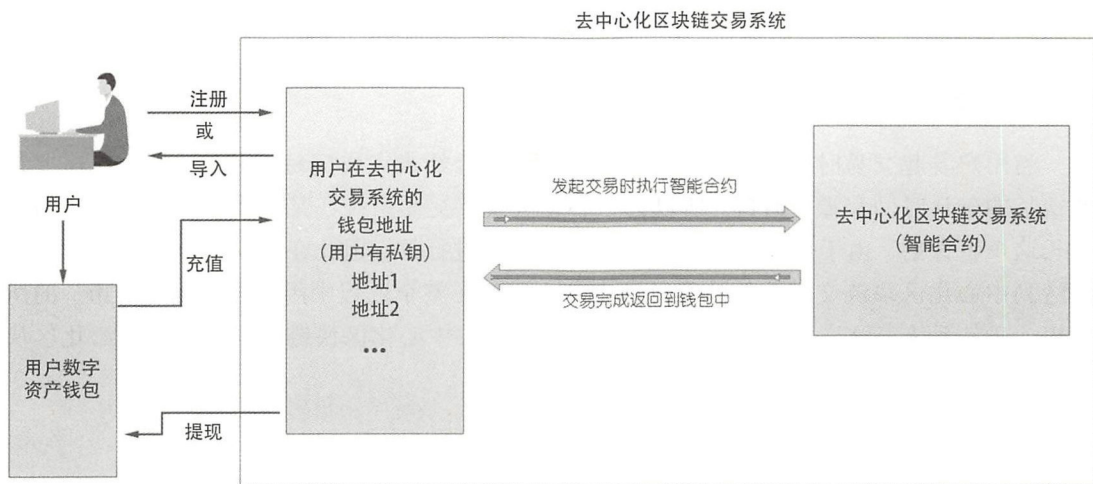 去中心化区块链交易系统
注册
或
导入
用户
充值
用户数字
资产钱包
提现
用户在去中心化
交易系统的
钱包地址
（用户有私钥）
地址1
地址2
•••
发起交易时执行智能合约
交易完成返回到钱包中
去中心化区块链交易系统
（智能合约）